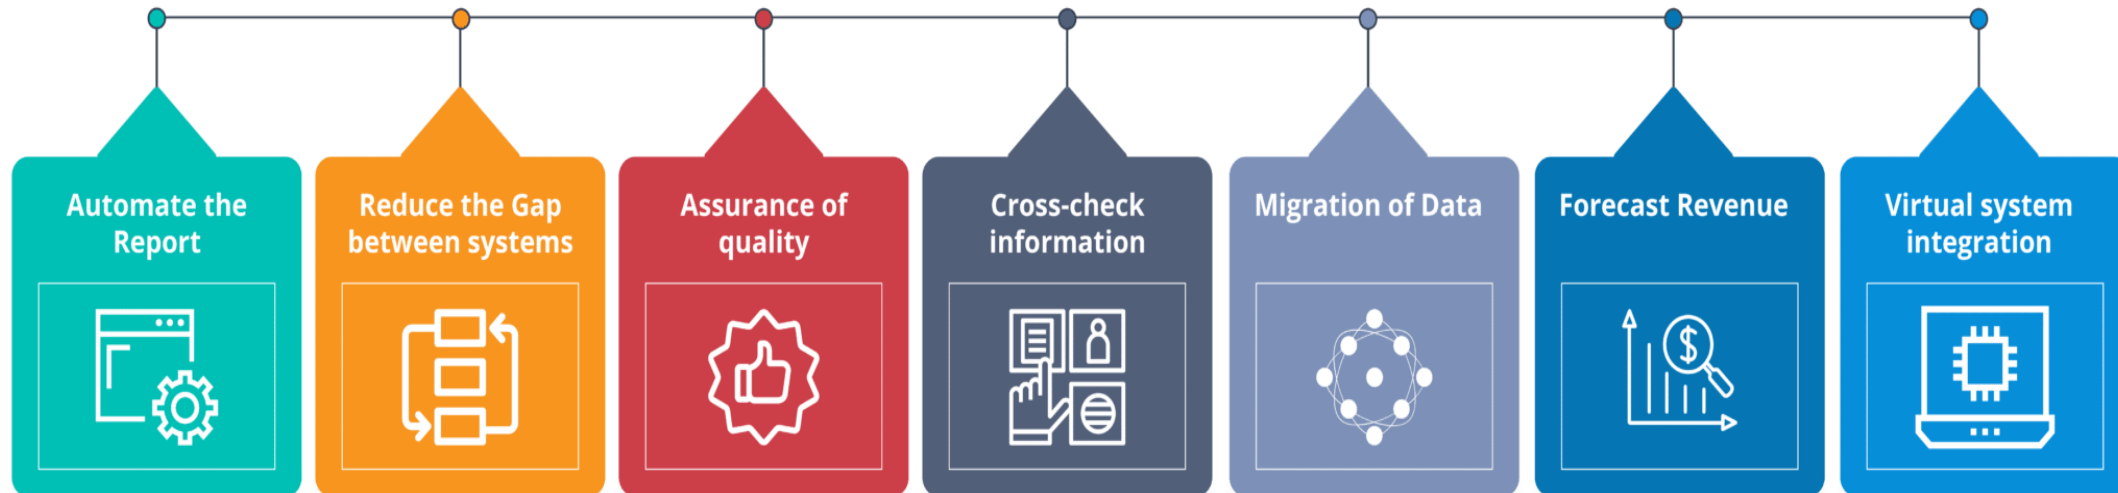 Automate the
Report
Reduce the Gap
between systems
Assurance of
quality
Cross-check
information
Migration of Data
Forecast Revenue
Virtual system
integration
$